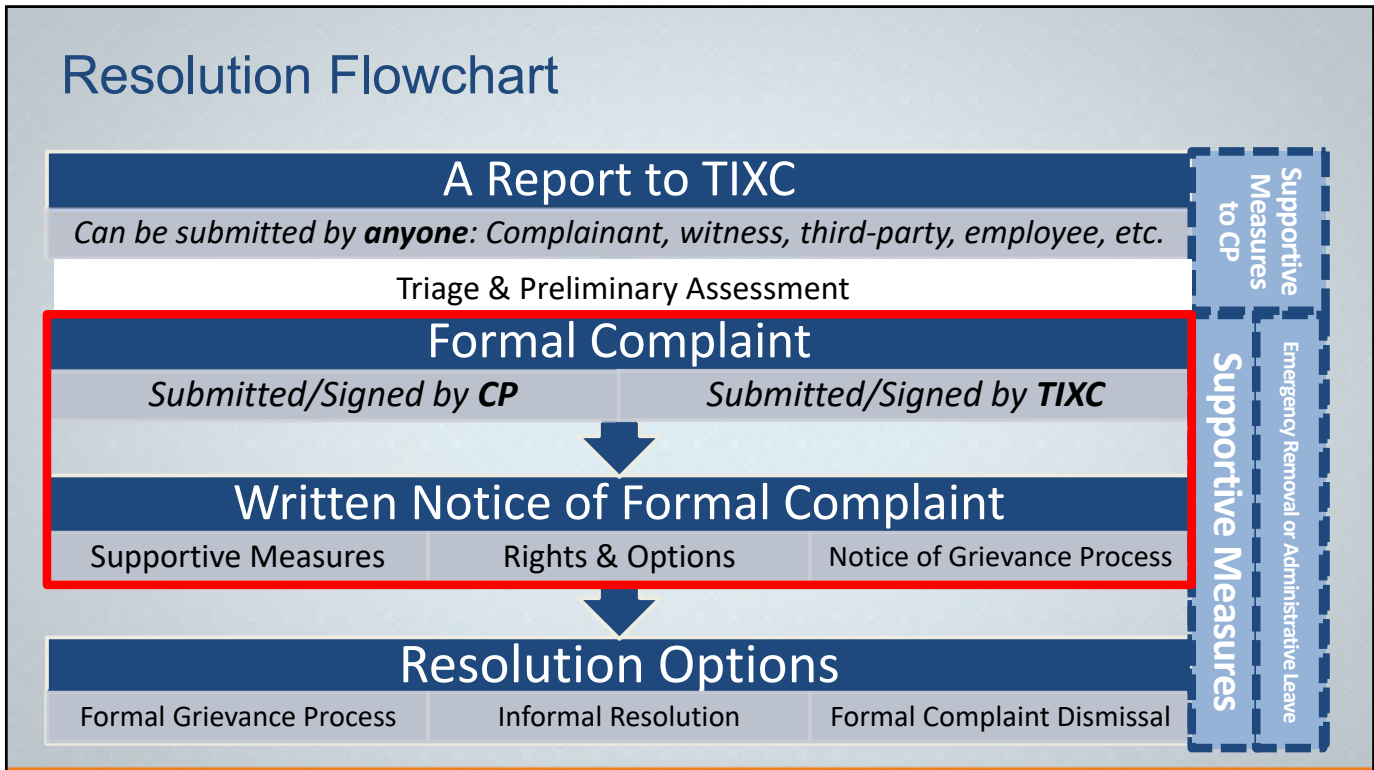 Resolution Flowchart
A Report to TIXC
Can be submitted by anyone: Complainant, witness, third-party, employee, etc.
Triage & Preliminary Assessment
Formal Complaint
Submitted/Signed by CP
Submitted/Signed by TIXC
Written Notice of Formal Complaint
Supportive Measures
Rights & Options
Notice of Grievance Process
Resolution Options
Formal Grievance Process
Informal Resolution
Formal Complaint Dismissal
Supportive
Measures
to CP
Supportive Measures
Emergency Removal or Administrative Leave